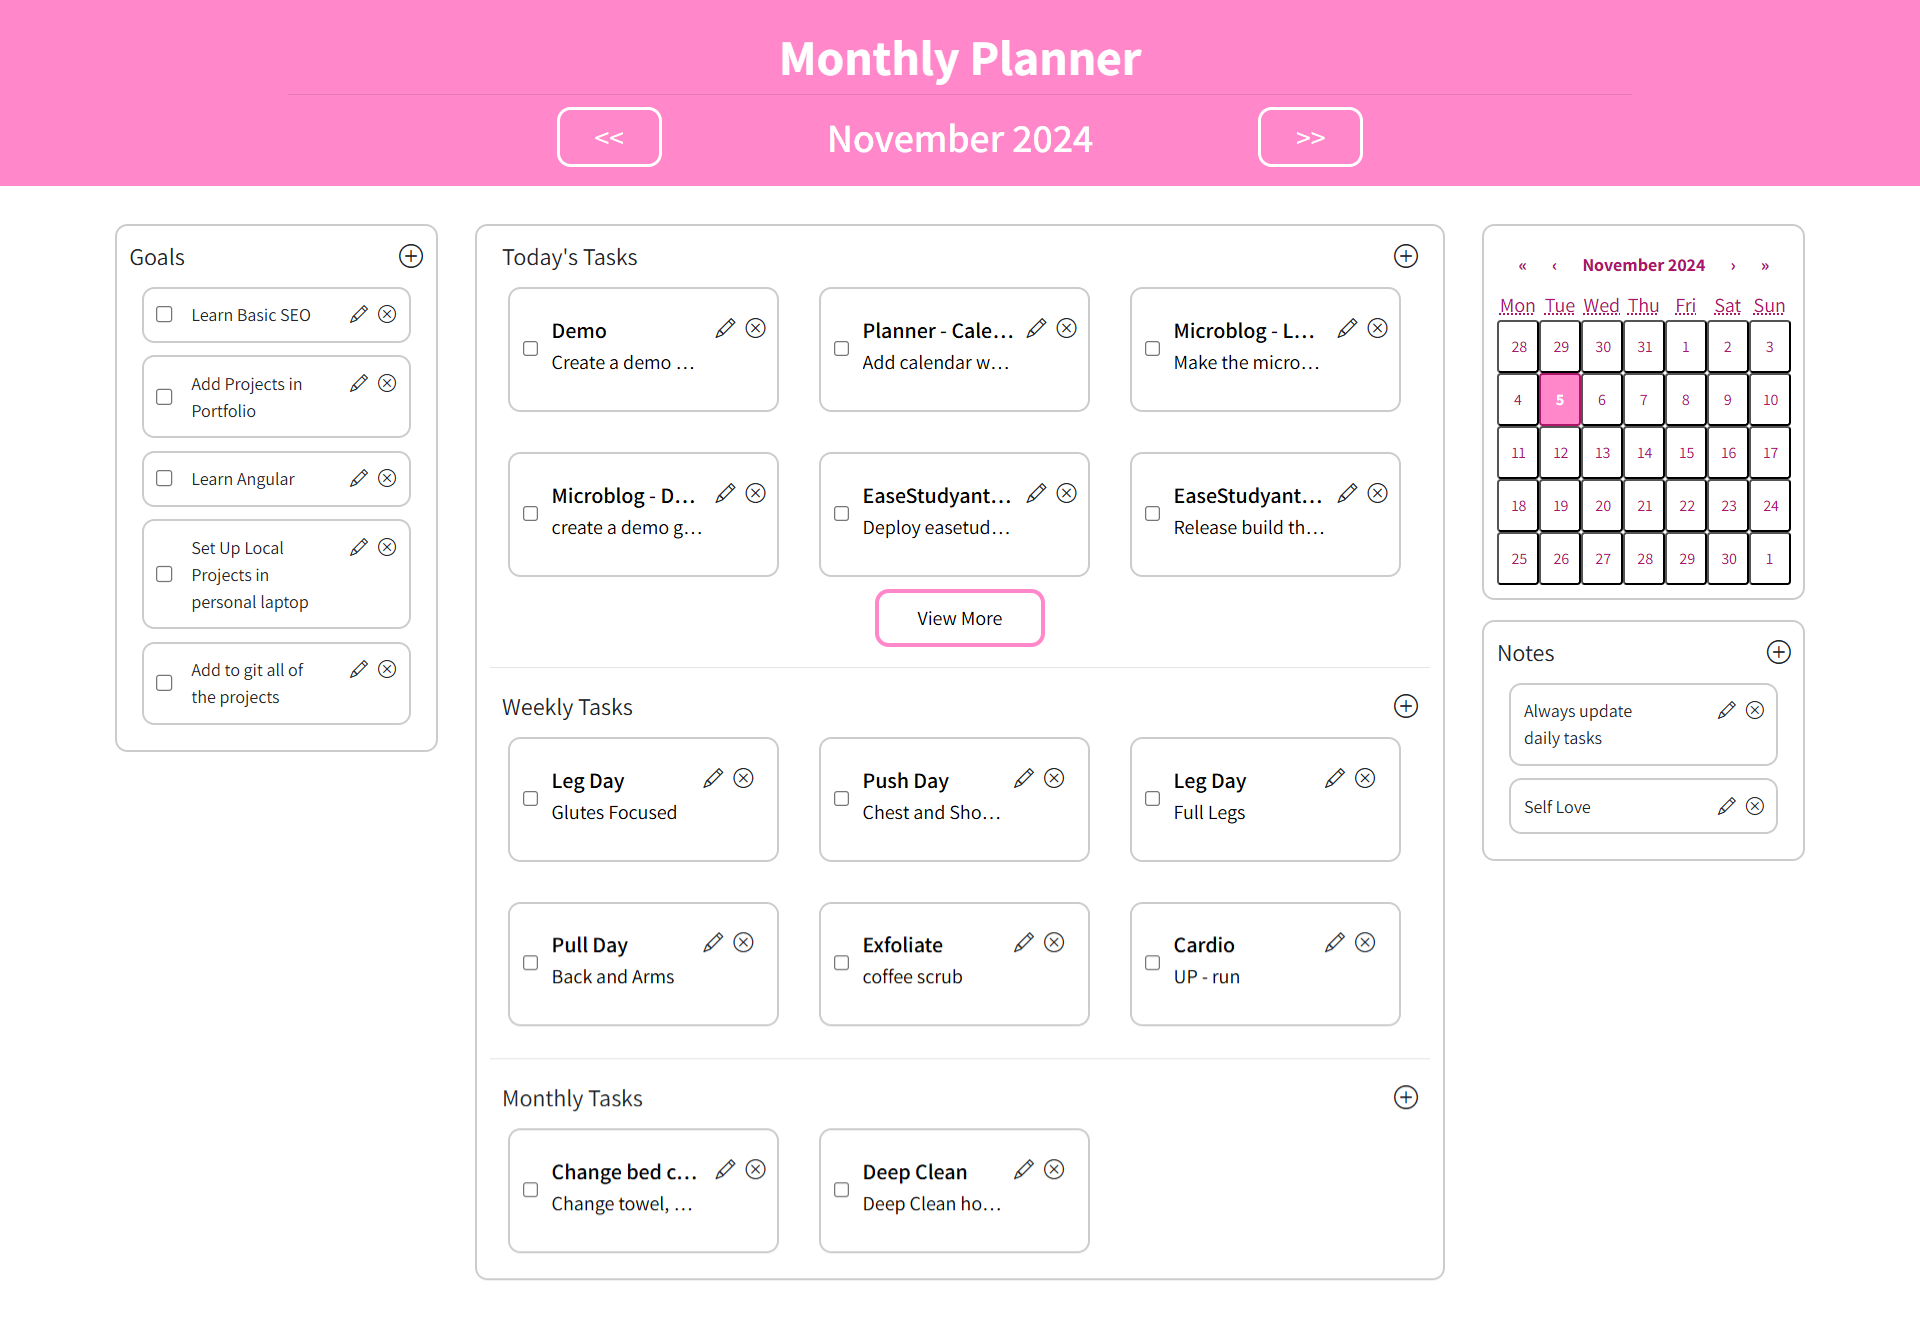 Monthly Planner
<< November 2024 >>
Goals
Learn Basic SEO
Add Projects in
Portfolio
Learn Angular
Set Up Local
Projects in
personal laptop
Add to git all of
the projects
Today's Tasks
Demo
Create a demo ...
Planner - Cale...
Add calendar w...
Microblog - L...
Make the micro...
Microblog - D...
create a demo g...
EaseStudyant...
Deploy easetud...
EaseStudyant...
Release build th...
View More
Weekly Tasks
Leg Day
Glutes Focused
Push Day
Chest and Sho...
Leg Day
Full Legs
Pull Day
Back and Arms
Exfoliate
coffee scrub
Cardio
UP - run
Monthly Tasks
Change bed c...
Change towel, ...
Deep Clean
Deep Clean ho...
« ‹ November 2024 › »
Mon Tue Wed Thu Fri Sat Sun
28 29 30 31 1 2 3
4 5 6 7 8 9 10
11 12 13 14 15 16 17
18 19 20 21 22 23 24
25 26 27 28 29 30 1
Notes
Always update
daily tasks
Self Love